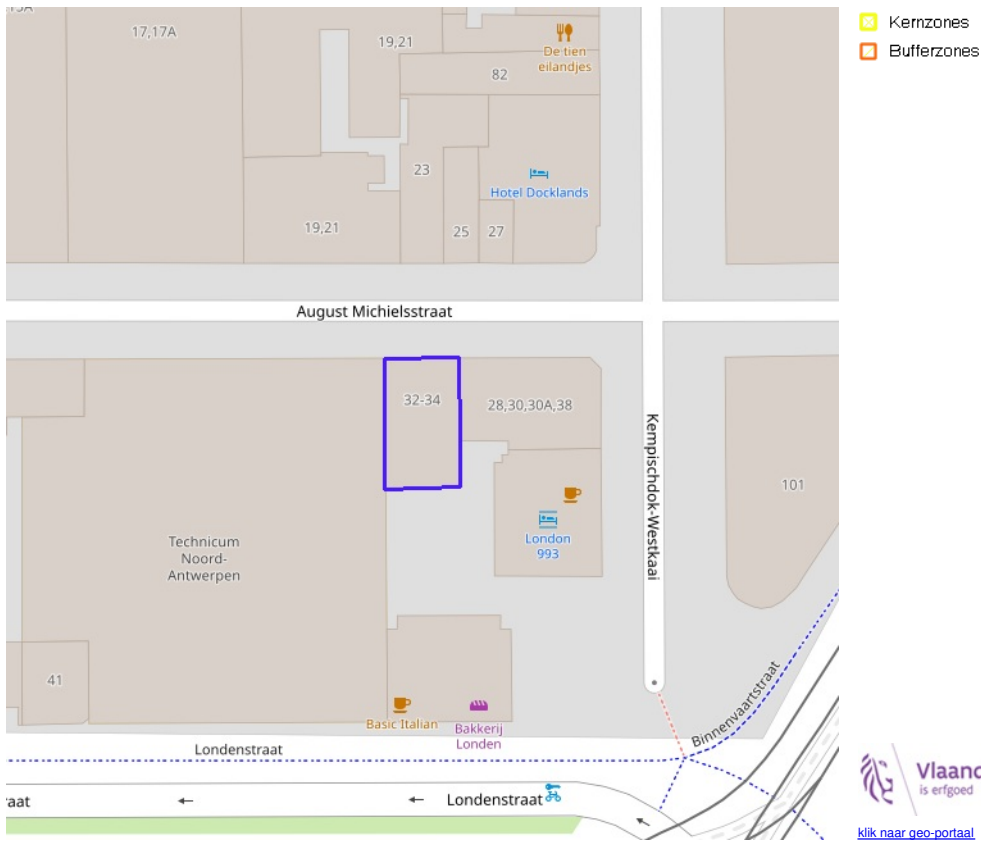 17,17A
19,21
De tien
eilandjes
82
23
Hotel Docklands
19,21
25
27
August Michielsstraat
32-34
28,30,30A,38
Kempischdok-Westkaai
101
London
993
Technicum
Noord-
Antwerpen
41
Basic Italian
Bakkerij
Londen
Binnenvaartstraat
Londenstraat
Londenstraat
Kernzones
Bufferzones
is erfgoed
klik naar geo-portaal